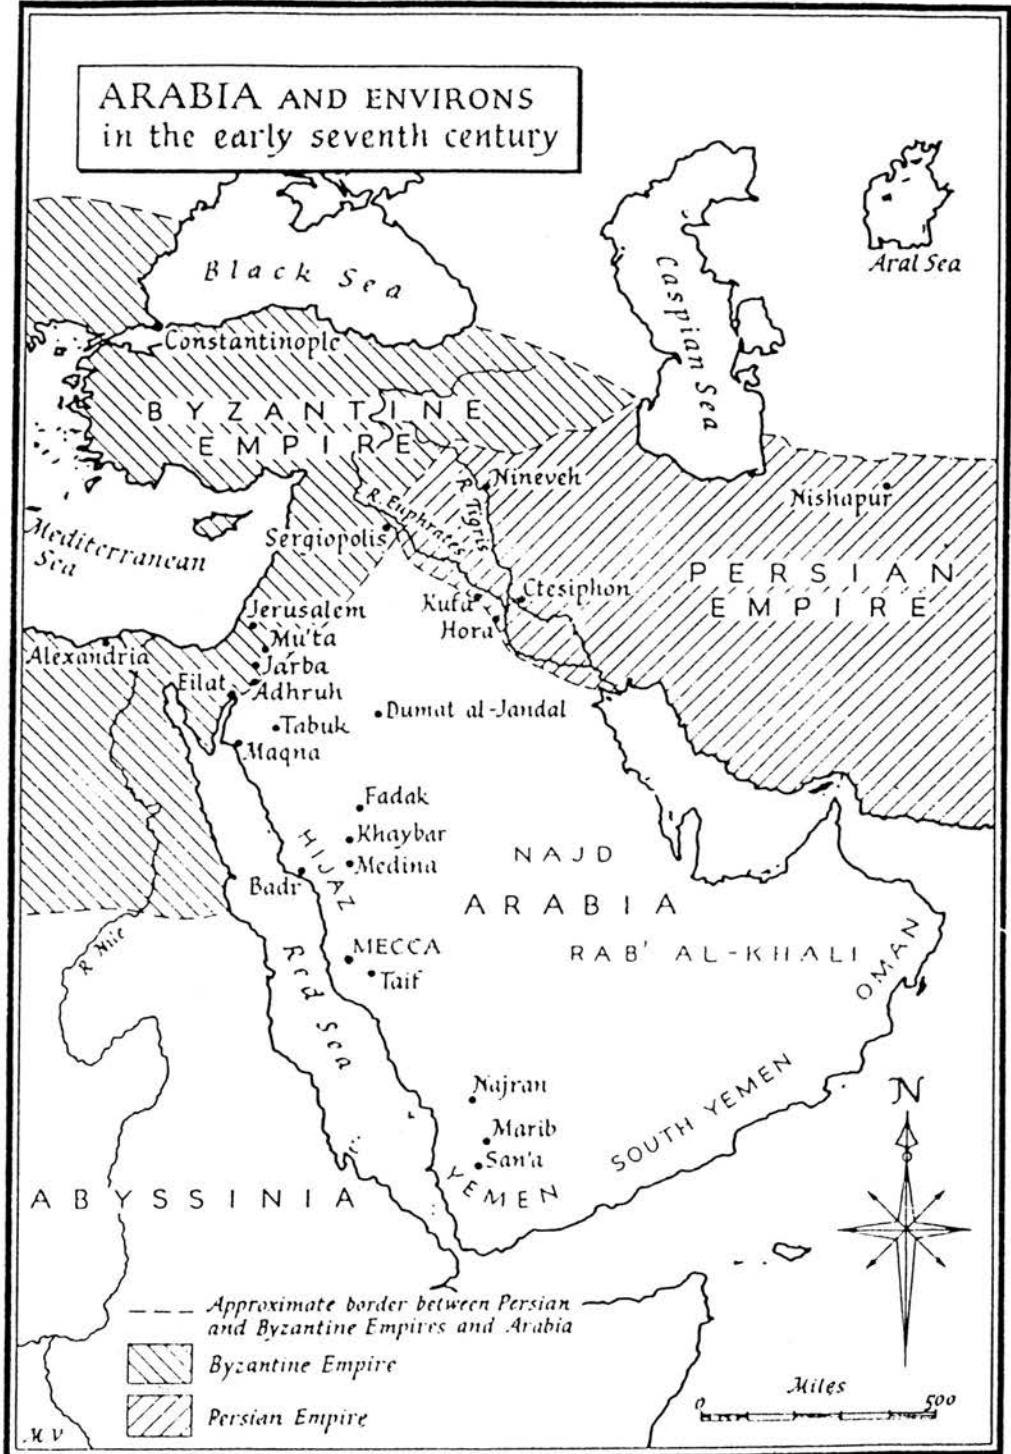 ARABIA AND ENVIRONS
in the early seventh century
Black Sea
Caspian Sea
Aral Sea
Constantinople
BYZANTINE
EMPIRE
Nineveh
R. Tigris
R. Euphrates
Nishapur
Mediterranean
Sea
Sergiopolis
PERSIAN
EMPIRE
Ctesiphon
Kufa
Hora
Jerusalem
Mu'ta
Alexandria
Jarba
Eilat
Adhruh
Dumat al-Jandal
Tabuk
Maqna
Fadak
Khaybar
HIJAZ
Medina
NAJD
Badr
ARABIA
R Nile
Red Sea
MECCA
RAB' AL-KHALI
OMAN
Taif
Najran
SOUTH YEMEN
N
Marib
San'a
YEMEN
ABYSSINIA
Approximate border between Persian
and Byzantine Empires and Arabia
Byzantine Empire
Persian Empire
Miles
0 500
M V